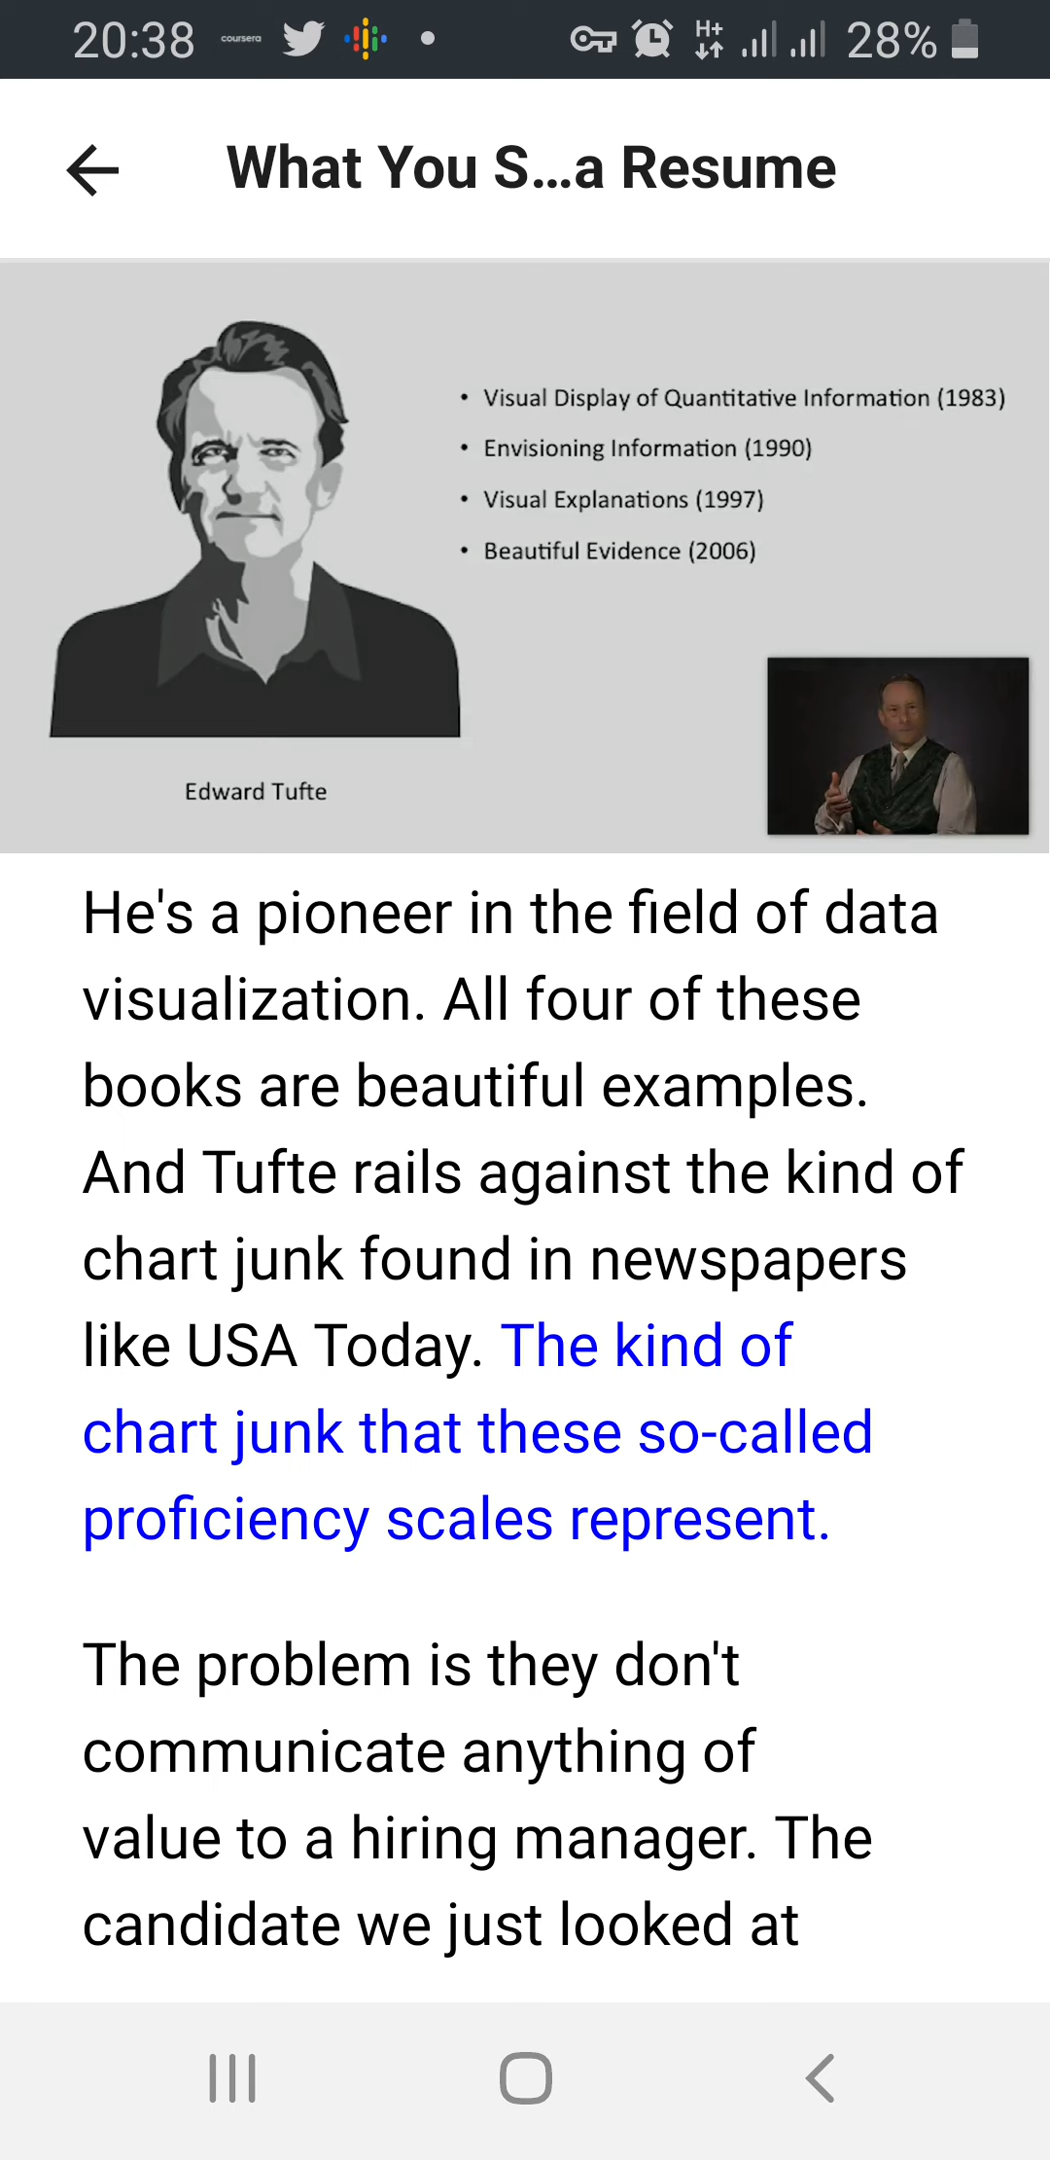 20:38 coursera H+ 28%
What You S...a Resume
• Visual Display of Quantitative Information (1983)
• Envisioning Information (1990)
• Visual Explanations (1997)
• Beautiful Evidence (2006)
Edward Tufte
He's a pioneer in the field of data
visualization. All four of these
books are beautiful examples.
And Tufte rails against the kind of
chart junk found in newspapers
like USA Today. The kind of
chart junk that these so-called
proficiency scales represent.
The problem is they don't
communicate anything of
value to a hiring manager. The
candidate we just looked at